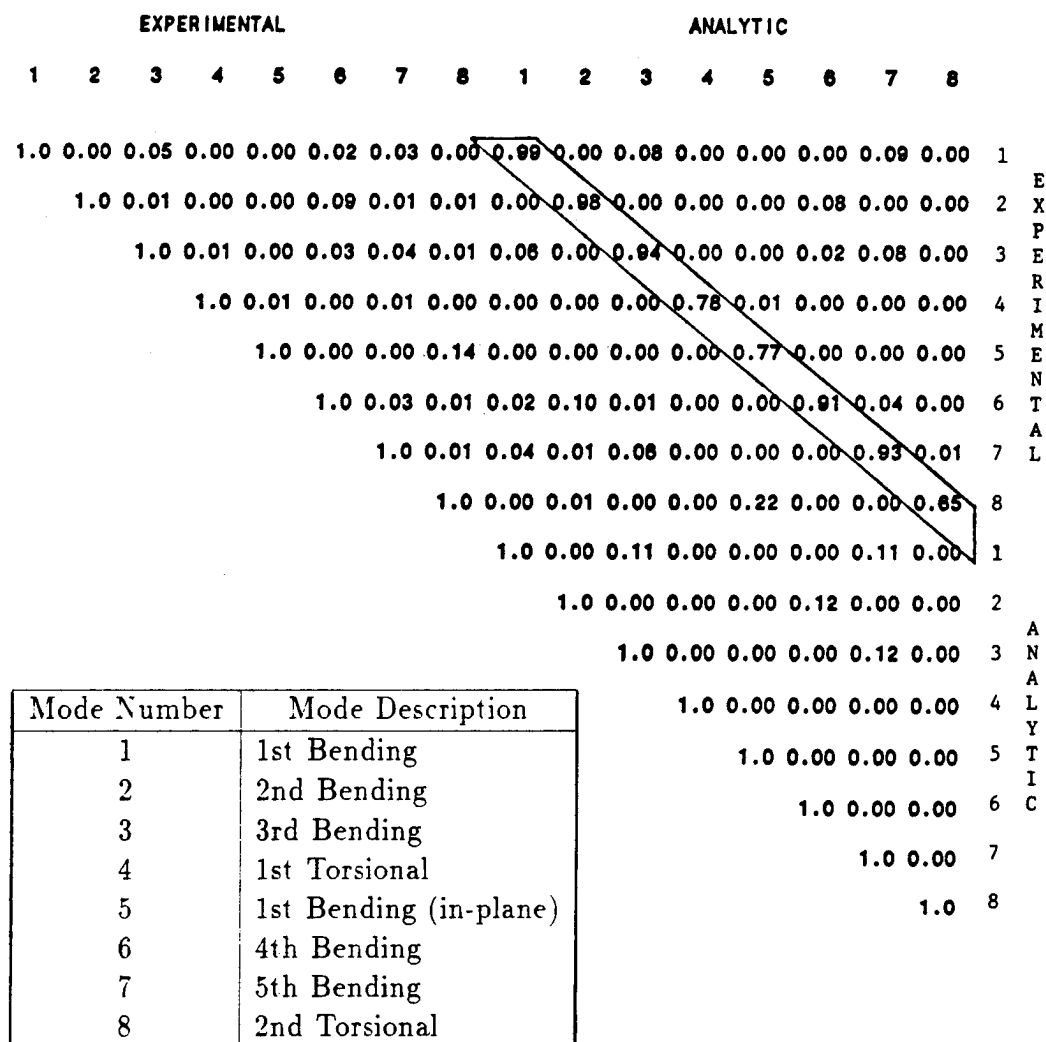 EXPERIMENTAL ANALYTIC
1 2 3 4 5 6 7 8 1 2 3 4 5 6 7 8
1.0 0.00 0.05 0.00 0.00 0.02 0.03 0.00 0.99 0.00 0.08 0.00 0.00 0.00 0.09 0.00 1
1.0 0.01 0.00 0.00 0.09 0.01 0.01 0.00 0.98 0.00 0.00 0.00 0.08 0.00 0.00 2
1.0 0.01 0.00 0.03 0.04 0.01 0.06 0.00 0.94 0.00 0.00 0.02 0.08 0.00 3
1.0 0.01 0.00 0.01 0.00 0.00 0.00 0.00 0.78 0.01 0.00 0.00 0.00 4
1.0 0.00 0.00 0.14 0.00 0.00 0.00 0.00 0.77 0.00 0.00 0.00 5
1.0 0.03 0.01 0.02 0.10 0.01 0.00 0.00 0.91 0.04 0.00 6
1.0 0.01 0.04 0.01 0.06 0.00 0.00 0.00 0.93 0.01 7
1.0 0.00 0.01 0.00 0.00 0.22 0.00 0.00 0.65 8
EXPERIMENTAL
1.0 0.00 0.11 0.00 0.00 0.00 0.11 0.00 1
1.0 0.00 0.00 0.00 0.12 0.00 0.00 2
1.0 0.00 0.00 0.00 0.12 0.00 3
1.0 0.00 0.00 0.00 0.00 4
1.0 0.00 0.00 0.00 5
1.0 0.00 0.00 6
1.0 0.00 7
1.0 8
ANALYTIC
Mode Number Mode Description
1 1st Bending
2 2nd Bending
3 3rd Bending
4 1st Torsional
5 1st Bending (in-plane)
6 4th Bending
7 5th Bending
8 2nd Torsional